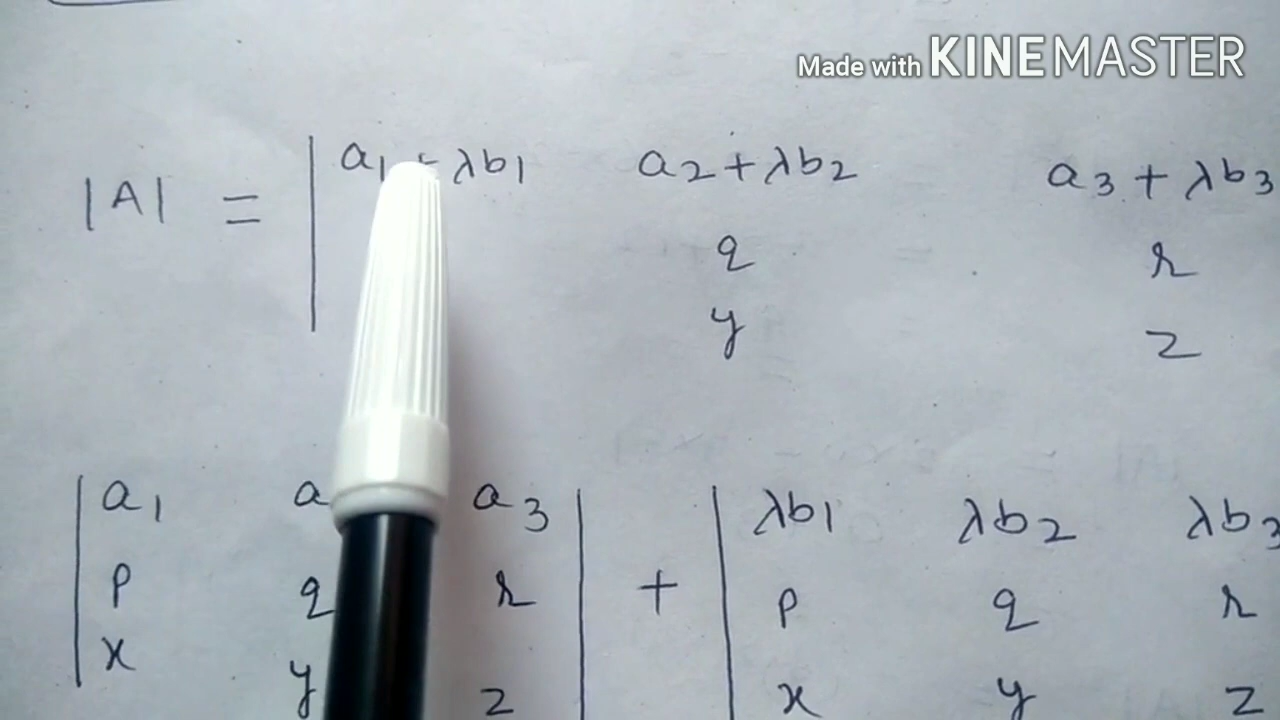 Made with KINEMASTER
|A| = | a1 + λb1 a2 + λb2 a3 + λb3
q r
y z
| a1 a a3 | + | λb1 λb2 λb3
p q r p q r
x y z x y z